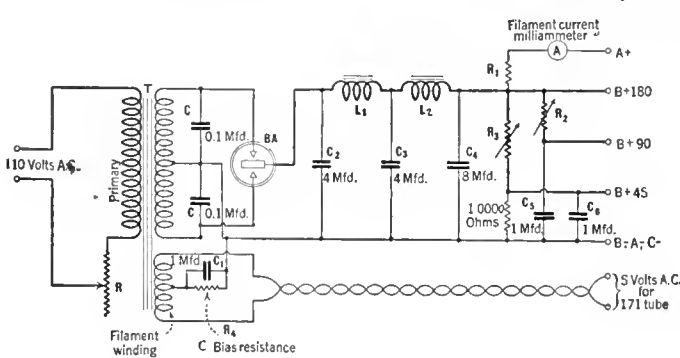 Filament current
milliammeter
A
A+
R₁
B+180
T
C
0.1 Mfd.
BA
L₁
L₂
R₃
R₂
110 Volts A.C.
Primary
C₂
4 Mfd.
C₃
4 Mfd.
C₄
8 Mfd.
B+90
B+45
C
0.1 Mfd.
10000
Ohms
C₅
1 Mfd.
C₆
1 Mfd.
B-, A-, C-
R
1 Mfd
C₁
R₄
5 Volts A.C.
for
171 tube
Filament
winding
C Bias resistance